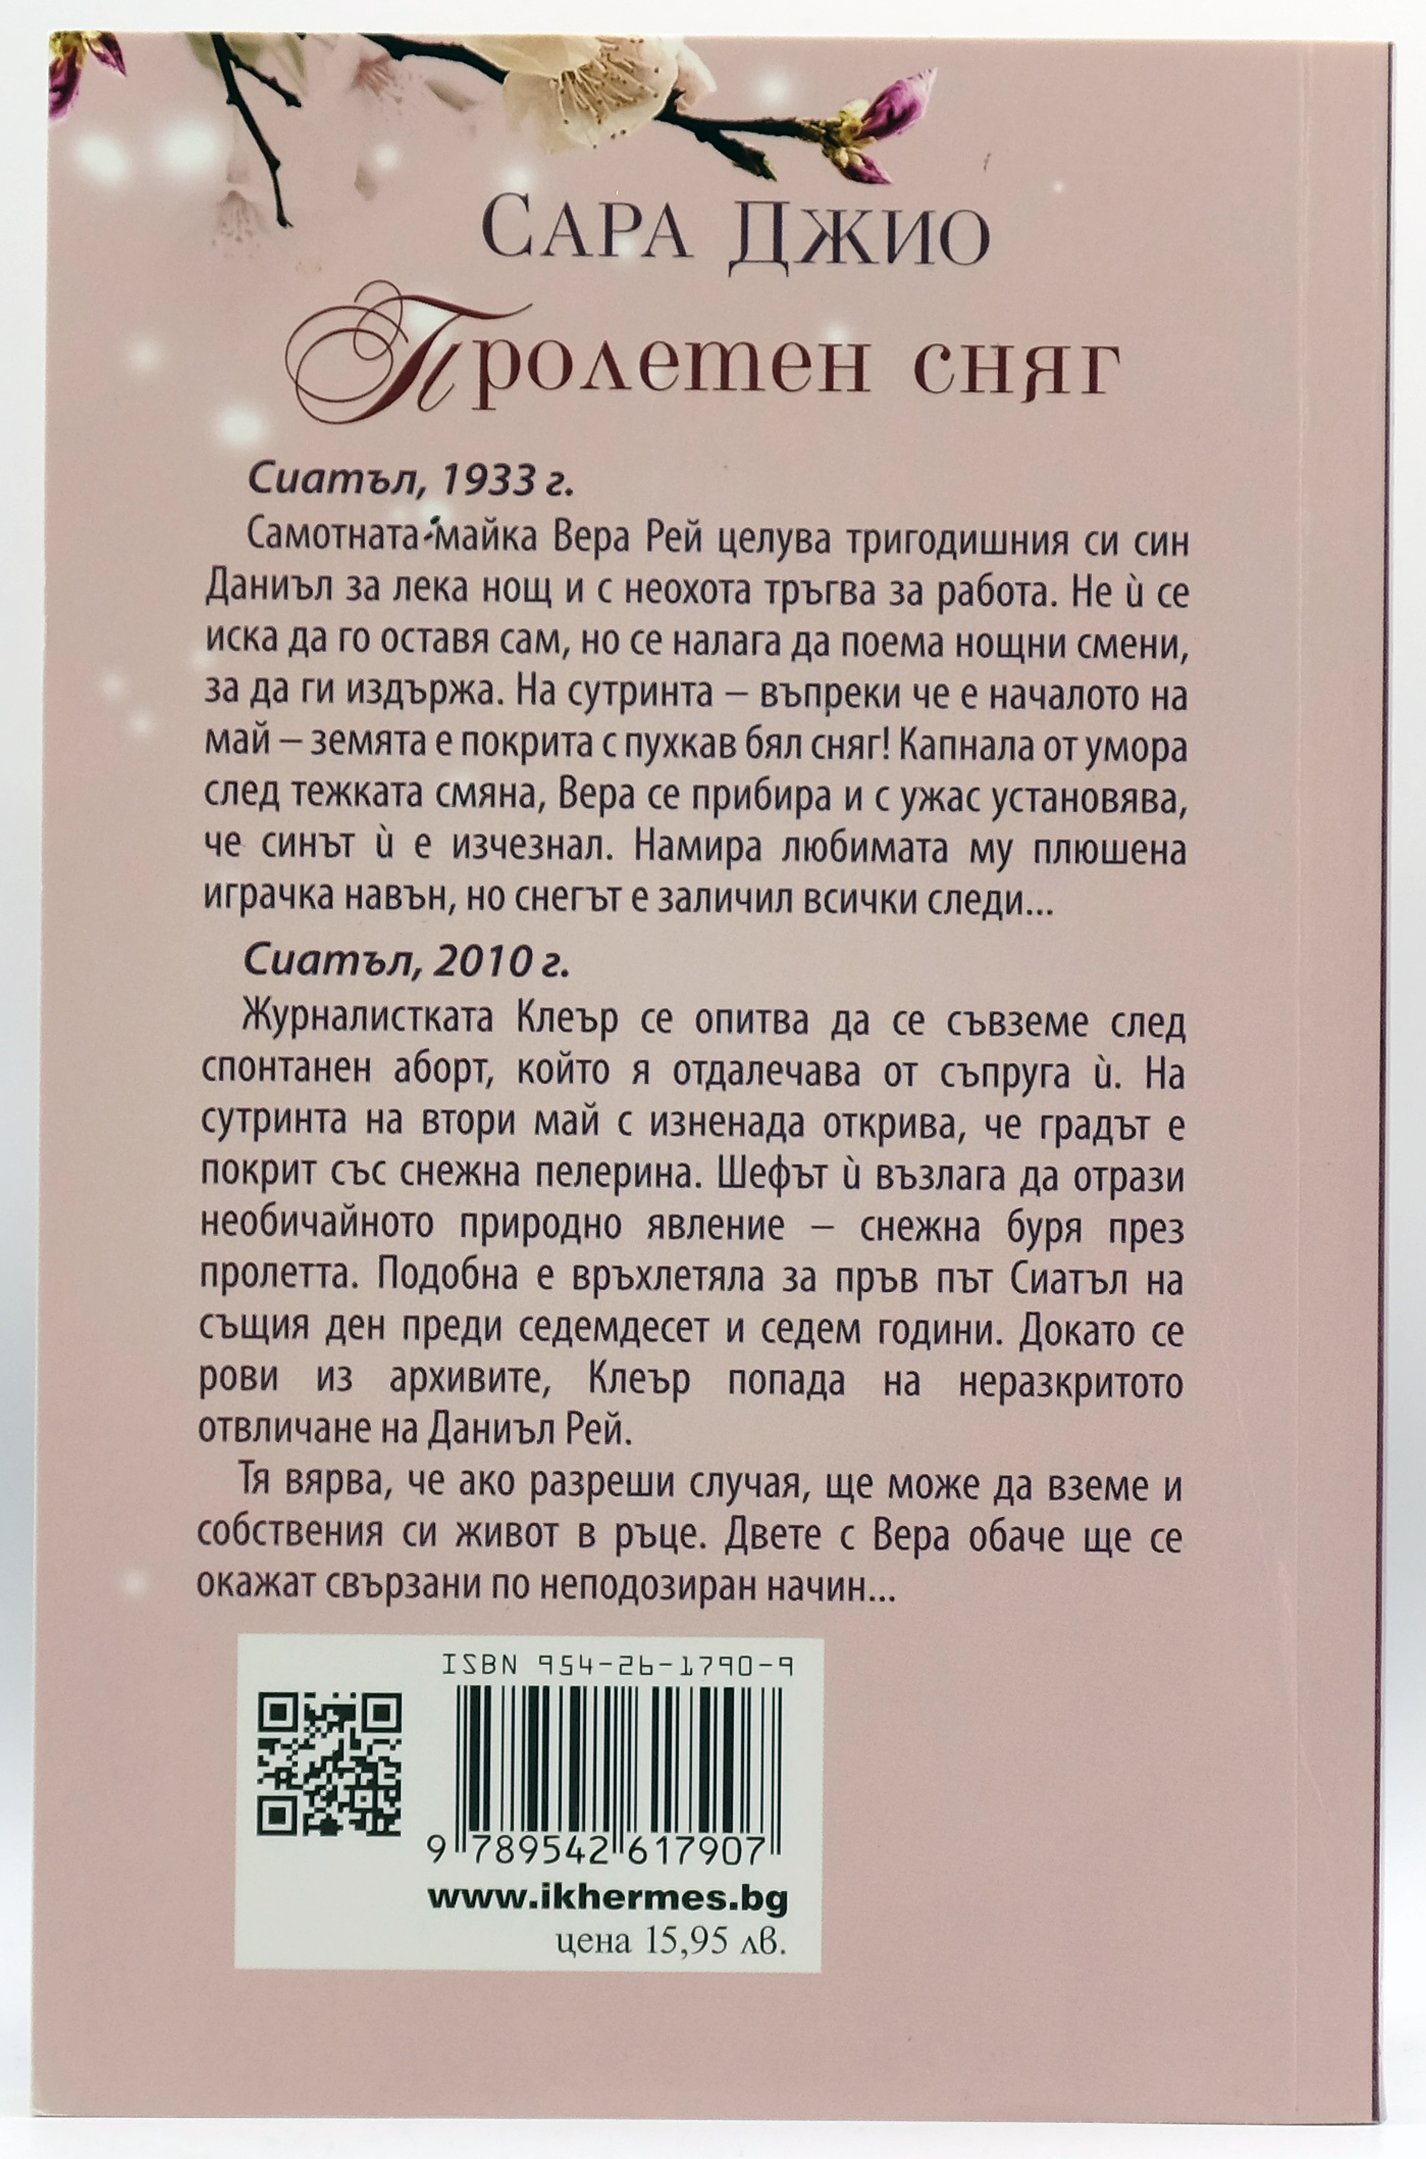 САРА ДЖИО
Пролетен сняг
Сиатъл, 1933 г.
Самотната майка Вера Рей целува тригодишния си син
Даниъл за лека нощ и с неохота тръгва за работа. Не ѝ се
иска да го оставя сам, но се налага да поема нощни смени,
за да ги издържа. На сутринта – въпреки че е началото на
май – земята е покрита с пухкав бял сняг! Капнала от умора
след тежката смяна, Вера се прибира и с ужас установява,
че синът ѝ е изчезнал. Намира любимата му плюшена
играчка навън, но снегът е заличил всички следи...
Сиатъл, 2010 г.
Журналистката Клеър се опитва да се съвземе след
спонтанен аборт, който я отдалечава от съпруга ѝ. На
сутринта на втори май с изненада открива, че градът е
покрит със снежна пелерина. Шефът ѝ възлага да отрази
необичайното природно явление – снежна буря през
пролетта. Подобна е връхлетяла за пръв път Сиатъл на
същия ден преди седемдесет и седем години. Докато се
рови из архивите, Клеър попада на неразкритото
отвличане на Даниъл Рей.
Тя вярва, че ако разреши случая, ще може да вземе и
собствения си живот в ръце. Двете с Вера обаче ще се
окажат свързани по неподозиран начин...
ISBN 954-26-1790-9
9 789542 617907
www.ikhermes.bg
цена 15,95 лв.